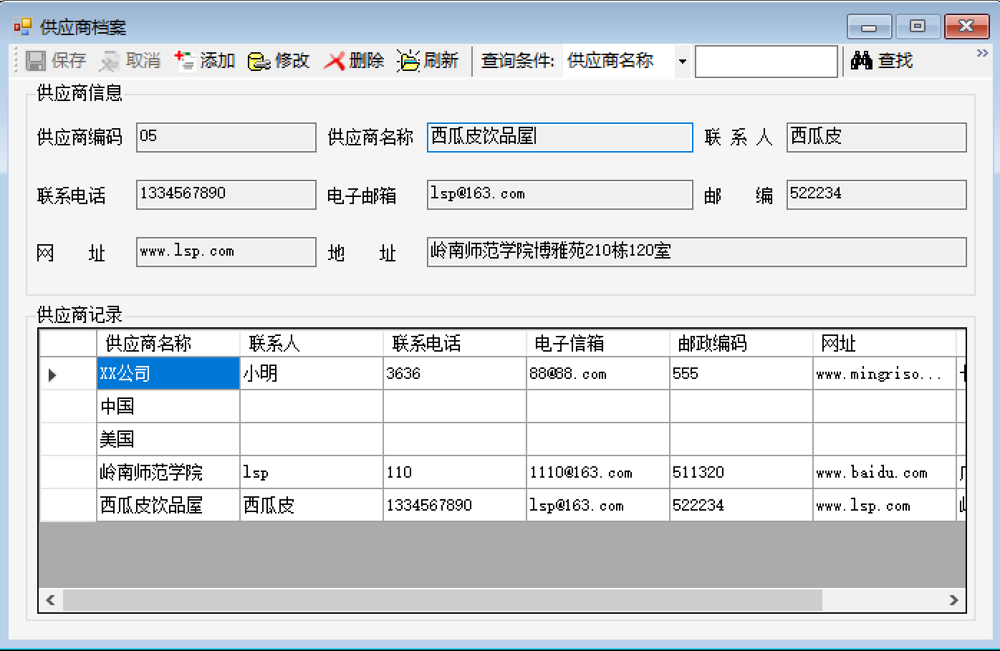 供应商档案
保存 取消 添加 修改 删除 刷新 查询条件: 供应商名称 查找
供应商信息
供应商编码 05 供应商名称 西瓜皮饮品屋 联系人 西瓜皮
联系电话 1334567890 电子邮箱 lsp@163.com 邮编 522234
网址 www.lsp.com 地址 岭南师范学院博雅苑210栋120室
供应商记录
供应商名称 联系人 联系电话 电子信箱 邮政编码 网址
XX公司 小明 3636 88@88.com 555 www.mingriso...
中国
美国
岭南师范学院 lsp 110 1110@163.com 511320 www.baidu.com
西瓜皮饮品屋 西瓜皮 1334567890 lsp@163.com 522234 www.lsp.com